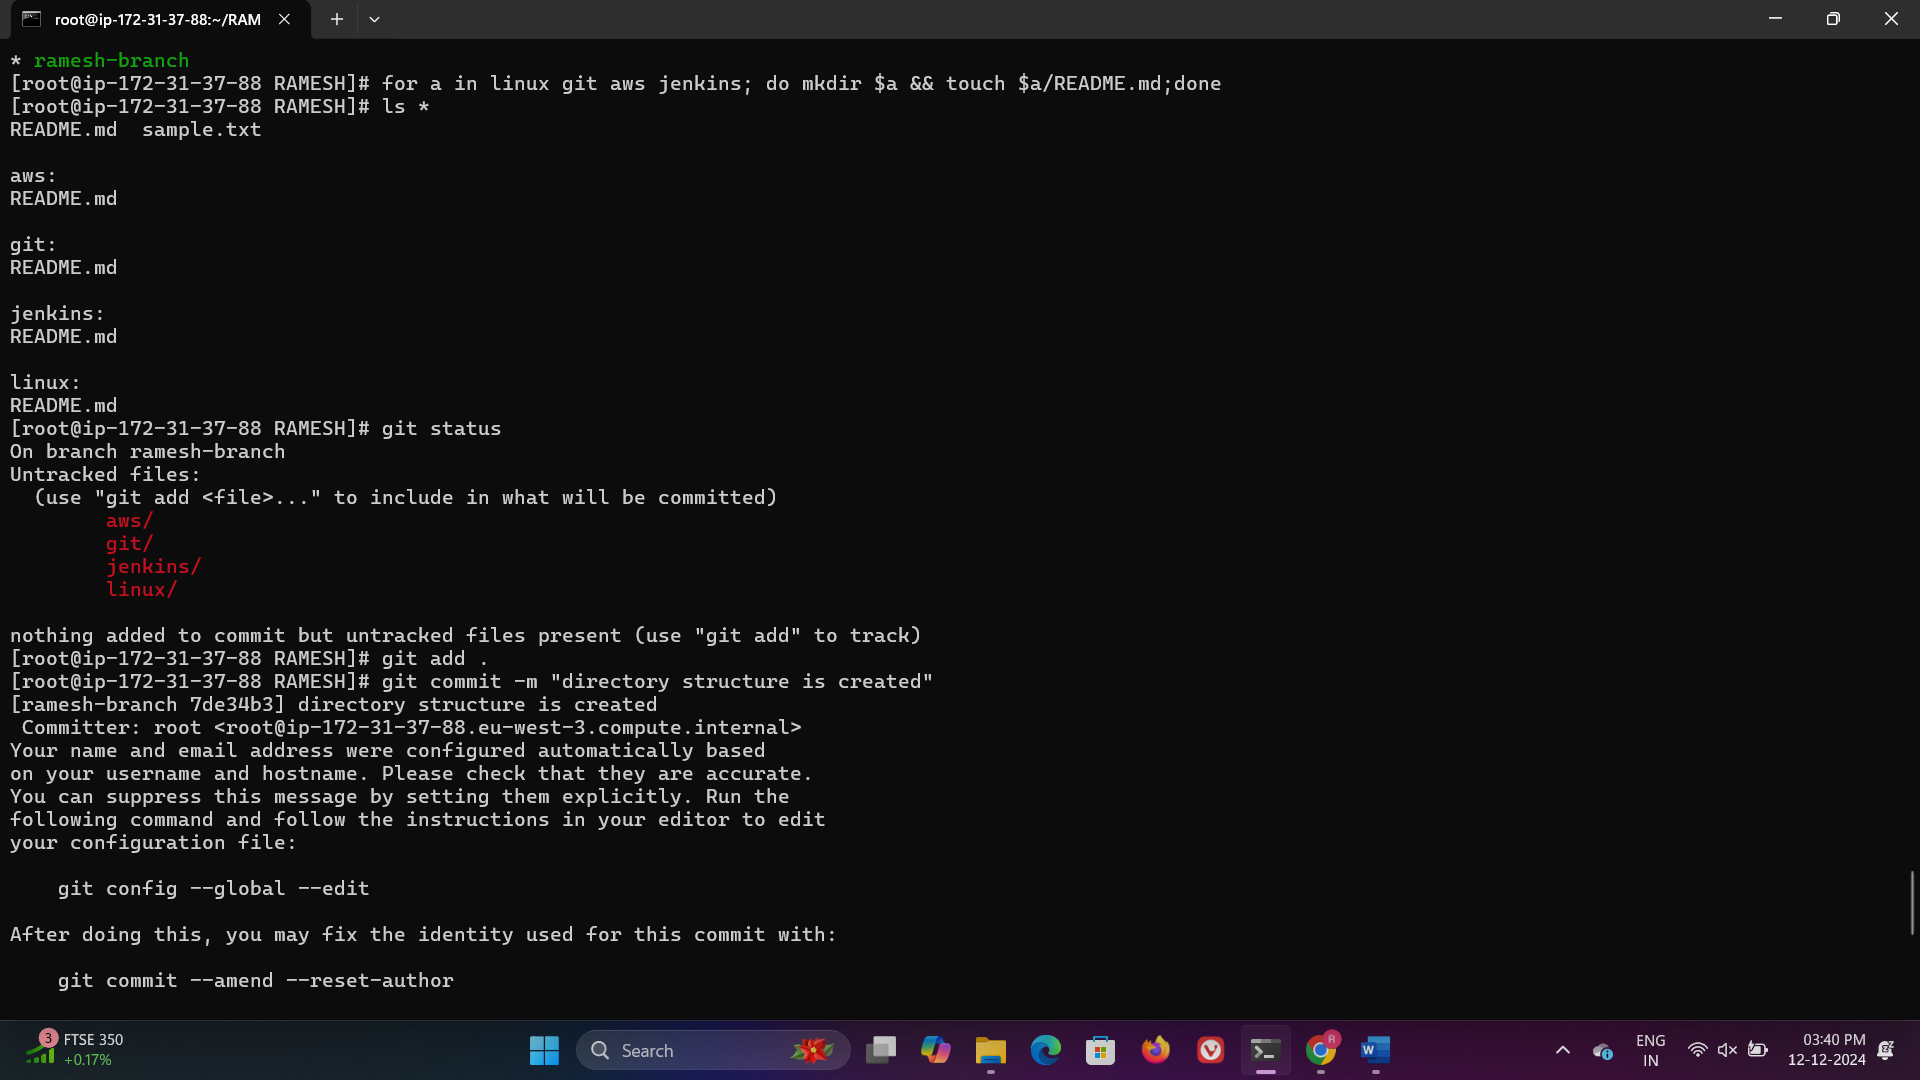 root@ip-172-31-37-88:~/RAM
* ramesh-branch
[root@ip-172-31-37-88 RAMESH]# for a in linux git aws jenkins; do mkdir $a && touch $a/README.md;done
[root@ip-172-31-37-88 RAMESH]# ls *
README.md  sample.txt

aws:
README.md

git:
README.md

jenkins:
README.md

linux:
README.md
[root@ip-172-31-37-88 RAMESH]# git status
On branch ramesh-branch
Untracked files:
  (use "git add <file>..." to include in what will be committed)
        aws/
        git/
        jenkins/
        linux/

nothing added to commit but untracked files present (use "git add" to track)
[root@ip-172-31-37-88 RAMESH]# git add .
[root@ip-172-31-37-88 RAMESH]# git commit -m "directory structure is created"
[ramesh-branch 7de34b3] directory structure is created
 Committer: root <root@ip-172-31-37-88.eu-west-3.compute.internal>
Your name and email address were configured automatically based
on your username and hostname. Please check that they are accurate.
You can suppress this message by setting them explicitly. Run the
following command and follow the instructions in your editor to edit
your configuration file:

    git config --global --edit

After doing this, you may fix the identity used for this commit with:

    git commit --amend --reset-author

3
FTSE 350
+0.17%
Search
R
W
ENG
IN
03:40 PM
12-12-2024